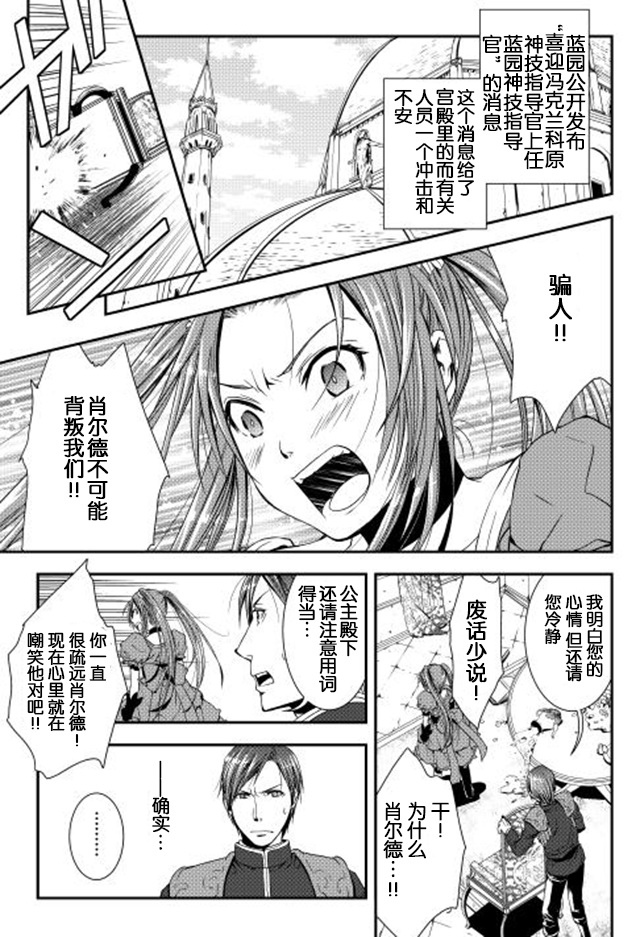 蓝园公开发布
“喜迎冯克兰科原
神技指导官上任
蓝园神技指导
官”的消息
这个消息给了
宫殿里的而有关
人员一个冲击和
不安
骗人!!
肖尔德不可能
背叛我们!!
我明白您的
心情但还请
您冷静
废话小说!
干!
为什么
肖尔德…!!
公主殿下
还请注意用词
得当…
你一直
很疏远肖尔德!
现在心里就在
嘲笑他对吧!!
——确实…
………